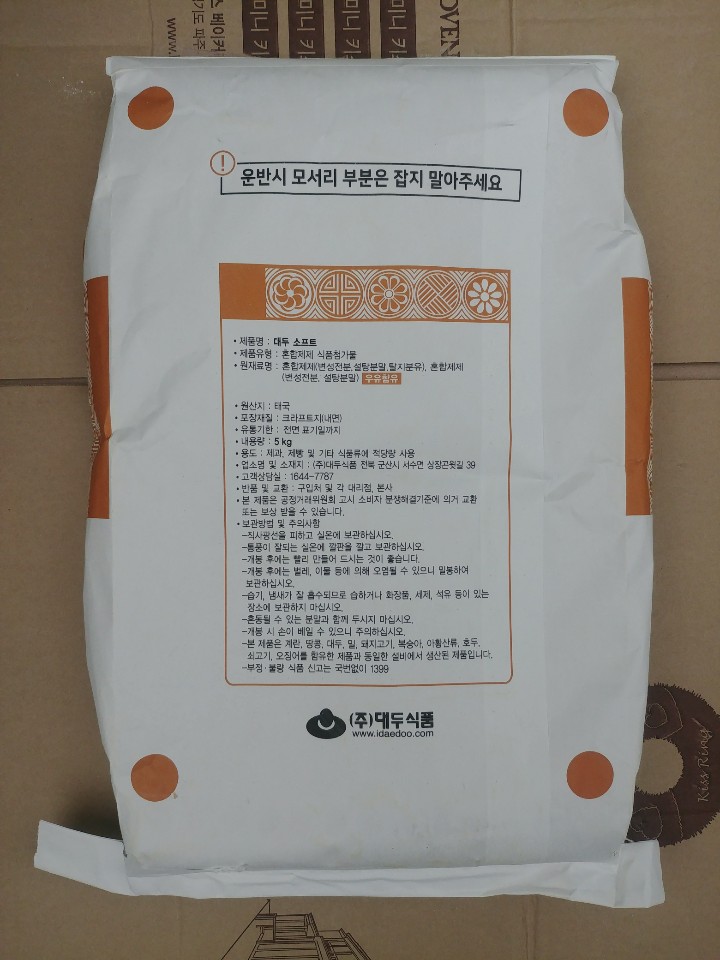 미니 키
미니 키
미니 키
미니 키
OVEN
스 베이커
기도 파주
www.
!
운반시 모서리 부분은 잡지 말아주세요
• 제품명 : 대두 소프트
• 제품유형 : 혼합제제 식품첨가물
• 원재료명 : 혼합제제(변성전분,설탕분말,탈지분유), 혼합제제
(변성전분, 설탕분말) 우유함유
• 원산지 : 태국
• 포장재질 : 크라프트지(내면)
• 유통기한 : 전면 표기일까지
• 내용량 : 5 kg
• 용도 : 제과, 제빵 및 기타 식품류에 적당량 사용
• 업소명 및 소재지 : (주)대두식품 전북 군산시 서수면 상장곤윗길 39
• 고객상담실 : 1644-7787
• 반품 및 교환 : 구입처 및 각 대리점, 본사
• 본 제품은 공정거래위원회 고시 소비자 분쟁해결기준에 의거 교환
또는 보상 받을 수 있습니다.
• 보관방법 및 주의사항
-직사광선을 피하고 실온에 보관하십시오.
-통풍이 잘되는 실온에 깔판을 깔고 보관하십시오.
-개봉 후에는 빨리 만들어 드시는 것이 좋습니다.
-개봉 후에는 벌레, 이물 등에 의해 오염될 수 있으니 밀봉하여
보관하십시오.
-습기, 냄새가 잘 흡수되므로 습하거나 화장품, 세제, 석유 등이 있는
장소에 보관하지 마십시오.
-혼동될 수 있는 분말과 함께 두시지 마십시오.
-개봉 시 손이 베일 수 있으니 주의하십시오.
-본 제품은 계란, 땅콩, 대두, 밀, 돼지고기, 복숭아, 아황산류, 호두,
쇠고기, 오징어를 함유한 제품과 동일한 설비에서 생산된 제품입니다.
-부정·불량 식품 신고는 국번없이 1399
(주)대두식품
www.idaedoo.com
Kiss Ring